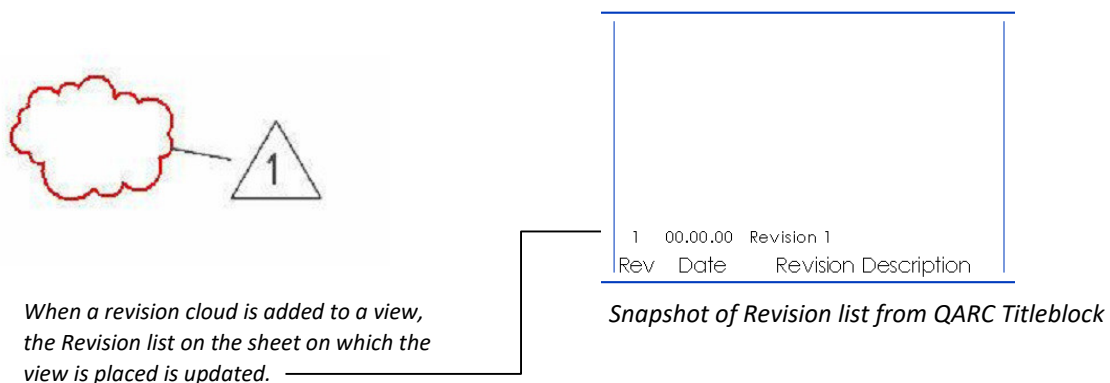 1
1 00.00.00 Revision 1
Rev Date Revision Description
When a revision cloud is added to a view,
the Revision list on the sheet on which the
view is placed is updated.
Snapshot of Revision list from QARC Titleblock